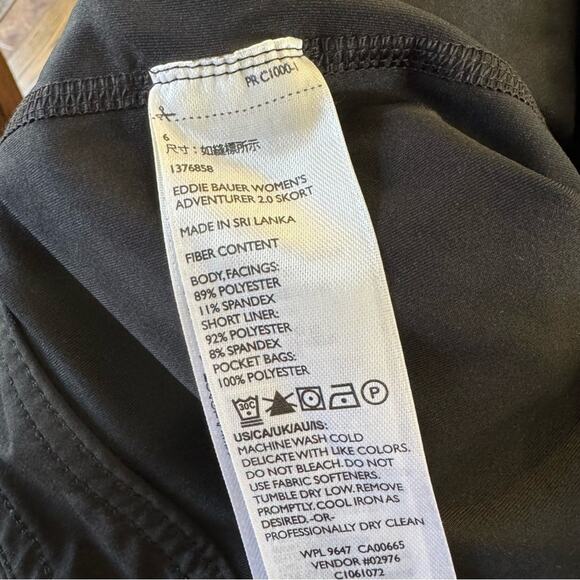 PR C1000-1
6
尺寸：如縫標所示
1376858
EDDIE BAUER WOMEN'S
ADVENTURER 2.0 SKORT
MADE IN SRI LANKA
FIBER CONTENT
BODY, FACINGS:
89% POLYESTER
11% SPANDEX
SHORT LINER:
92% POLYESTER
8% SPANDEX
POCKET BAGS:
100% POLYESTER
30C P
US/CA/UK/AU/IS:
MACHINE WASH COLD
DELICATE WITH LIKE COLORS.
DO NOT BLEACH. DO NOT
USE FABRIC SOFTENERS.
TUMBLE DRY LOW. REMOVE
PROMPTLY. COOL IRON AS
DESIRED. -OR-
PROFESSIONALLY DRY CLEAN
WPL 9647 CA00665
VENDOR #02976
C1061072